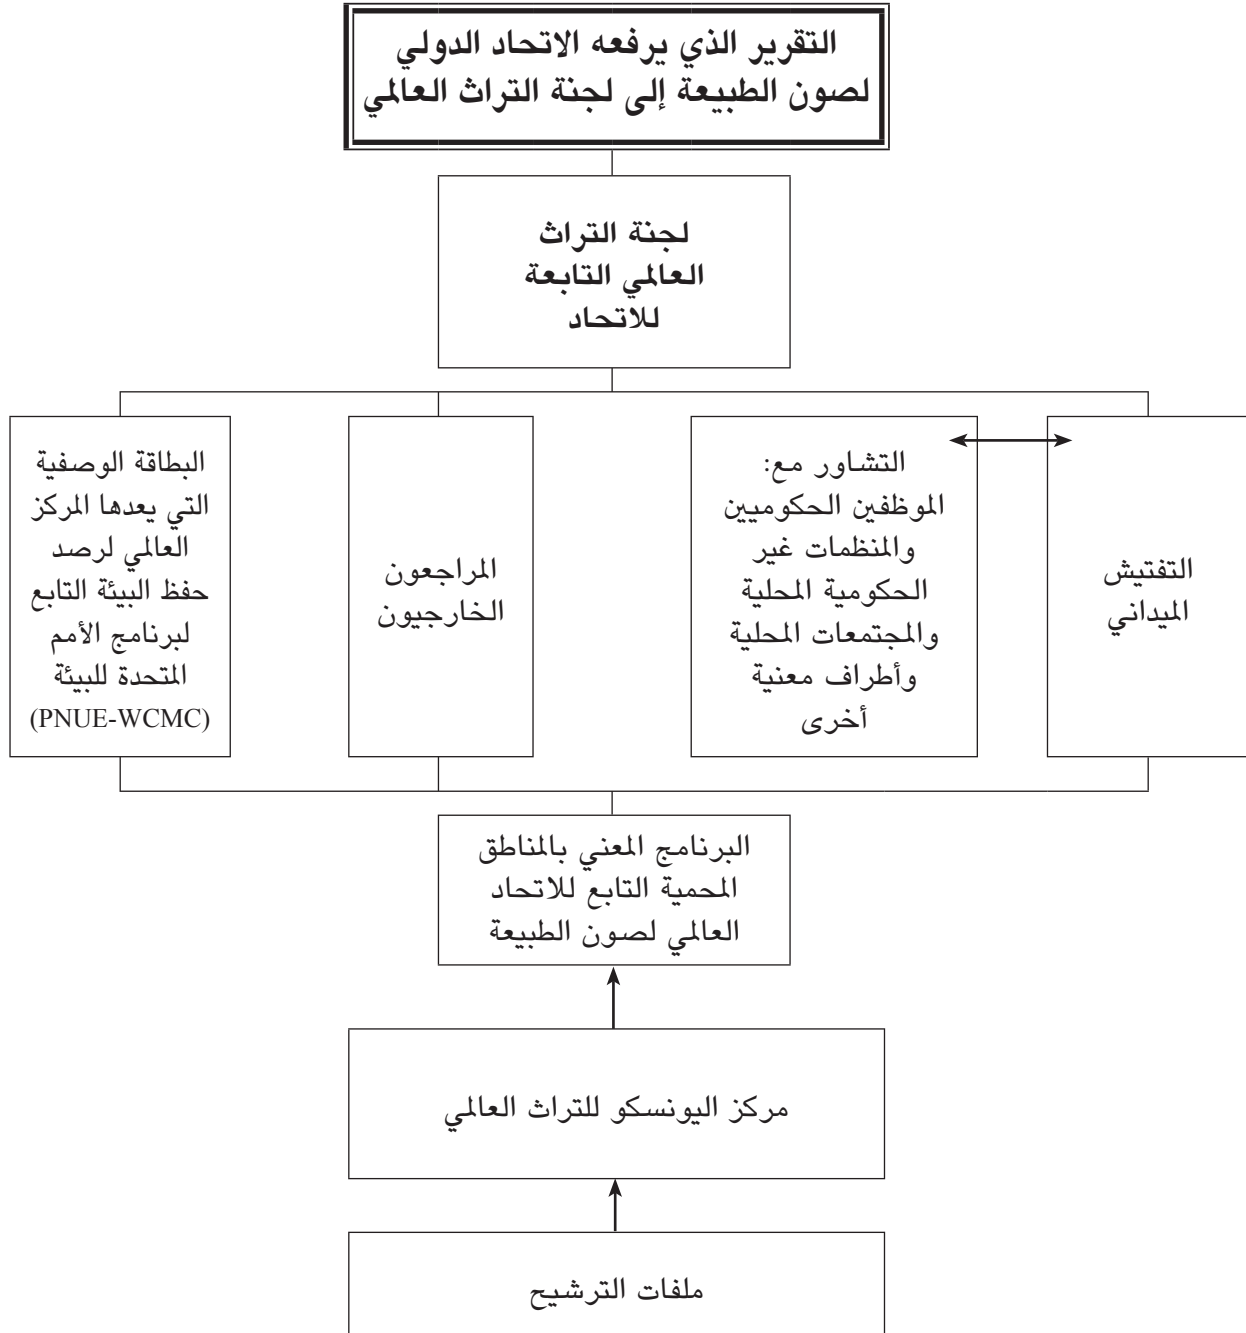 التقرير الذي يرفعه الاتحاد الدولي
لصون الطبيعة إلى لجنة التراث العالمي
لجنة التراث
العالمي التابعة
للاتحاد
التفتيش
الميداني
التشاور مع:
الموظفين الحكوميين
والمنظمات غير
الحكومية المحلية
والمجتمعات المحلية
وأطراف معنية
أخرى
المراجعون
الخارجيون
البطاقة الوصفية
التي يعدها المركز
العالمي لرصد
حفظ البيئة التابع
لبرنامج الأمم
المتحدة للبيئة
(PNUE-WCMC)
البرنامج المعني بالمناطق
المحمية التابع للاتحاد
العالمي لصون الطبيعة
مركز اليونسكو للتراث العالمي
ملفات الترشيح